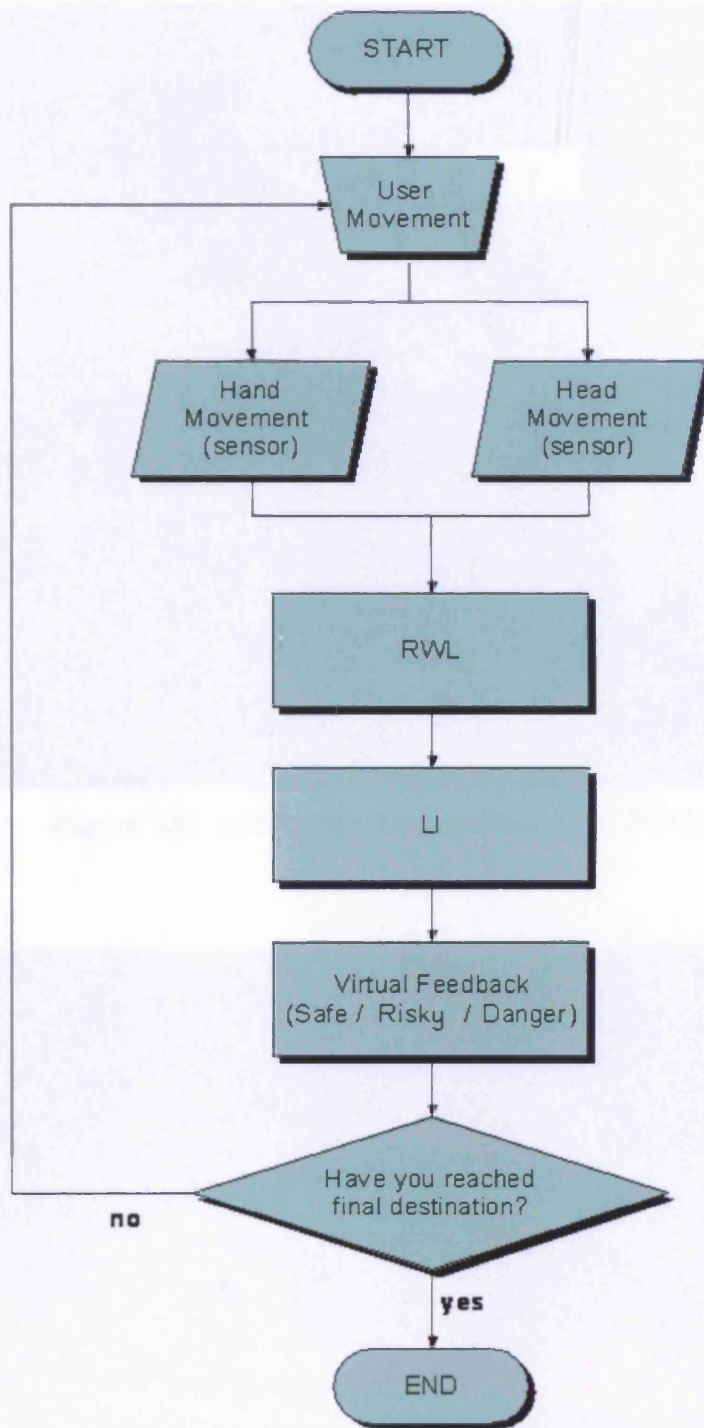 START
User
Movement
Hand
Movement
(sensor)
Head
Movement
(sensor)
RWL
LI
Virtual Feedback
(Safe / Risky / Danger)
Have you reached
final destination?
no
yes
END